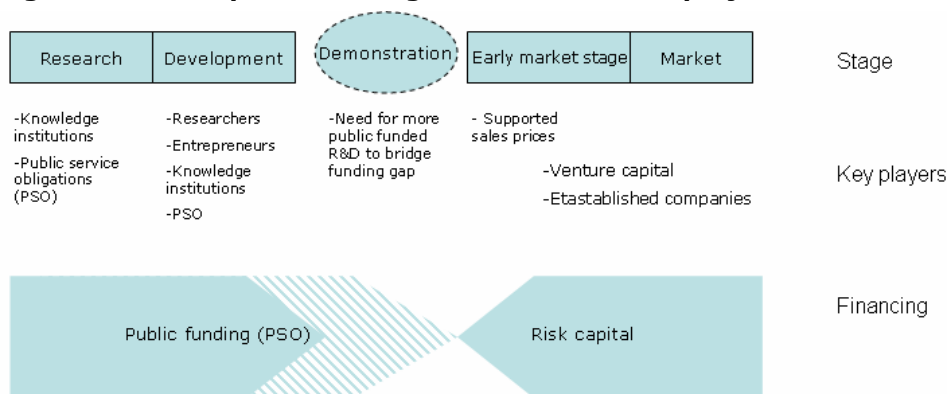 Research
Development
Demonstration
Early market stage
Market
Stage
-Knowledge
institutions
-Public service
obligations
(PSO)
-Researchers
-Entrepreneurs
-Knowledge
institutions
-PSO
-Need for more
public funded
R&D to bridge
funding gap
- Supported
sales prices
-Venture capital
-Etastablished companies
Key players
Public funding (PSO)
Risk capital
Financing